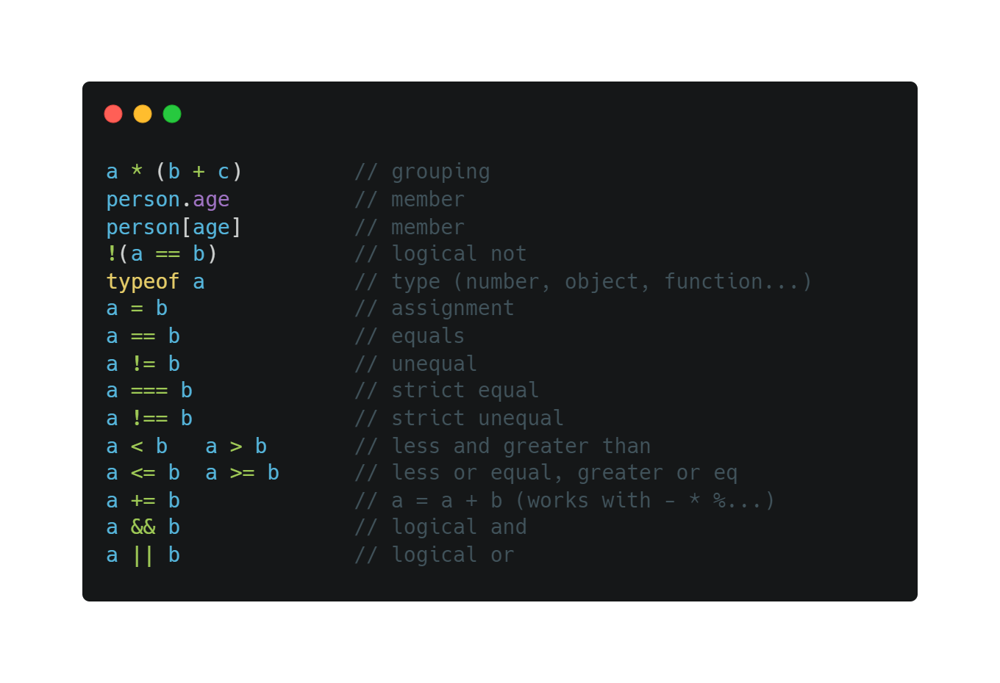 a * (b + c)         // grouping
person.age          // member
person[age]         // member
!(a == b)           // logical not
typeof a            // type (number, object, function...)
a = b               // assignment
a == b              // equals
a != b              // unequal
a === b             // strict equal
a !== b             // strict unequal
a < b   a > b       // less and greater than
a <= b  a >= b      // less or equal, greater or eq
a += b              // a = a + b (works with - * %...)
a && b              // logical and
a || b              // logical or